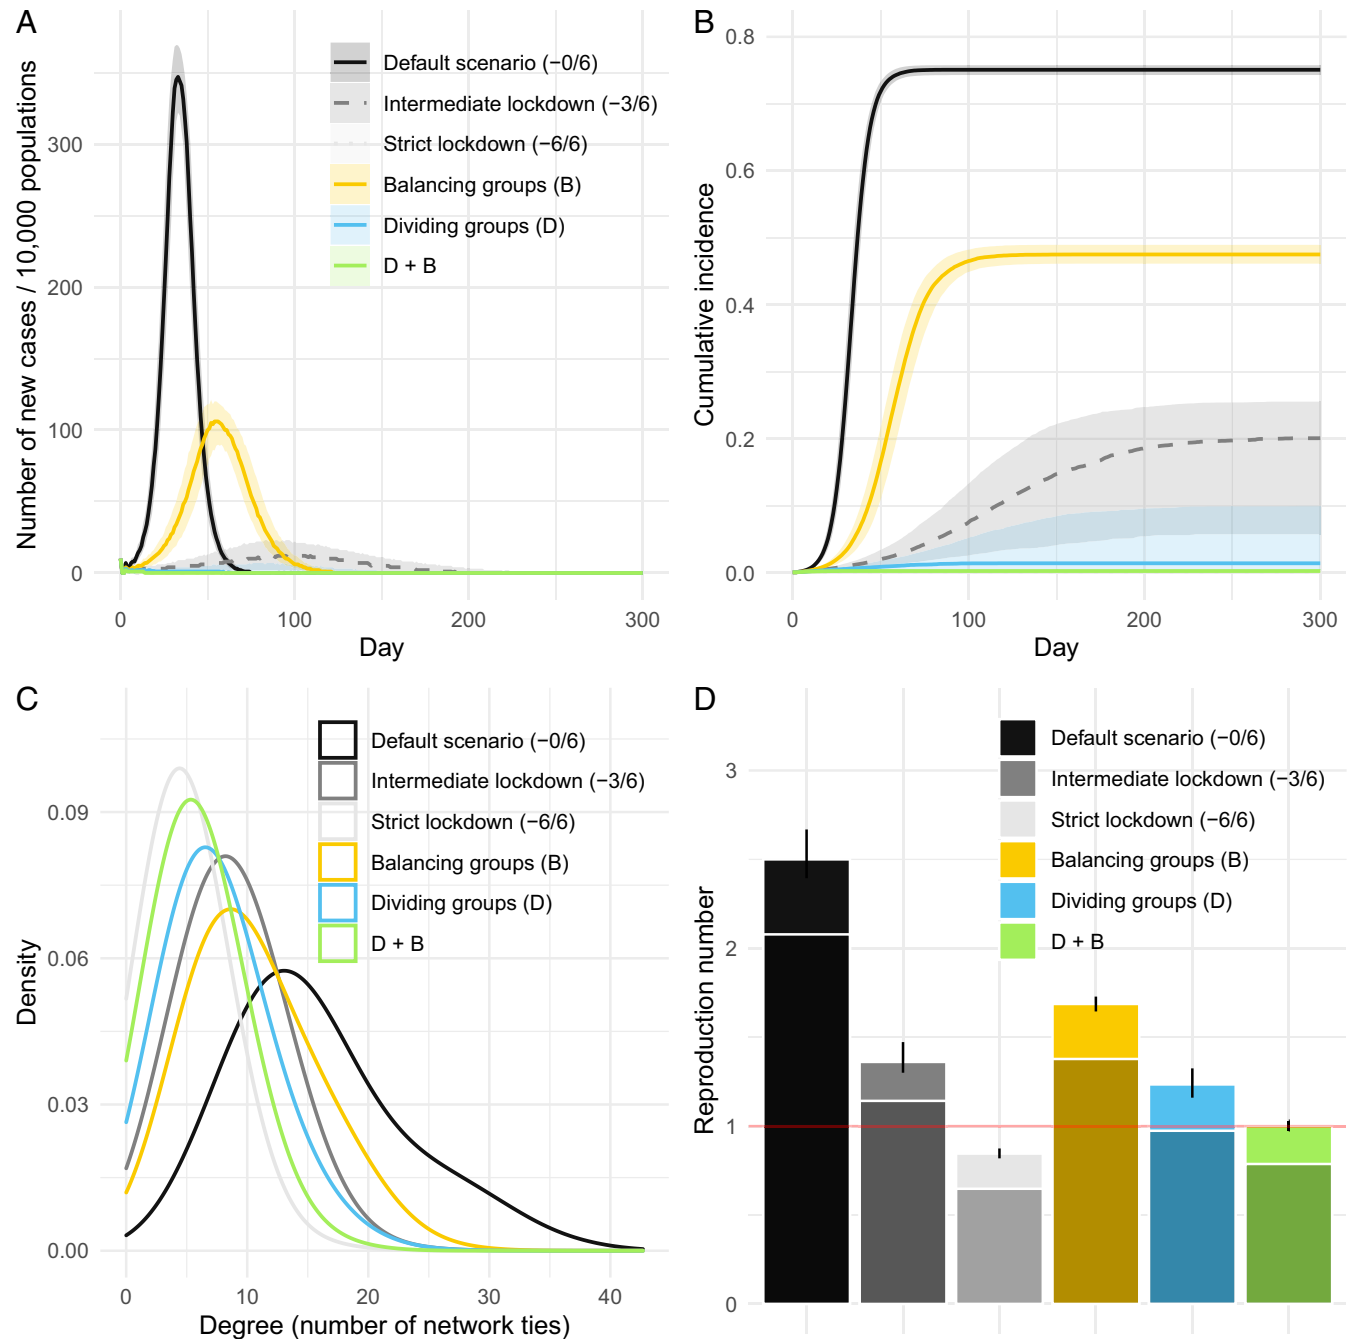 A
Number of new cases / 10,000 populations
300
200
100
0
0
100
200
300
Day
Default scenario (−0/6)
Intermediate lockdown (−3/6)
Strict lockdown (−6/6)
Balancing groups (B)
Dividing groups (D)
D + B
B
Cumulative incidence
0.8
0.6
0.4
0.2
0.0
0
100
200
300
Day
C
Density
0.09
0.06
0.03
0.00
0
10
20
30
40
Degree (number of network ties)
Default scenario (−0/6)
Intermediate lockdown (−3/6)
Strict lockdown (−6/6)
Balancing groups (B)
Dividing groups (D)
D + B
D
Reproduction number
3
2
1
0
Default scenario (−0/6)
Intermediate lockdown (−3/6)
Strict lockdown (−6/6)
Balancing groups (B)
Dividing groups (D)
D + B